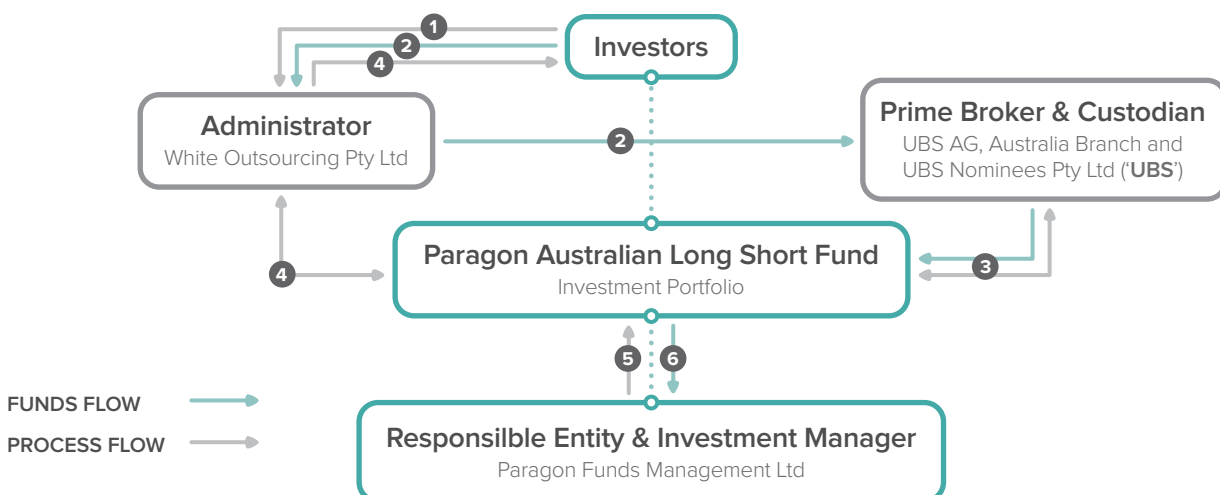 1
Investors
2
4
Administrator
White Outsourcing Pty Ltd
2
Prime Broker & Custodian
UBS AG, Australia Branch and
UBS Nominees Pty Ltd (‘UBS’)
Paragon Australian Long Short Fund
Investment Portfolio
4
3
5
6
FUNDS FLOW
PROCESS FLOW
Responsilble Entity & Investment Manager
Paragon Funds Management Ltd